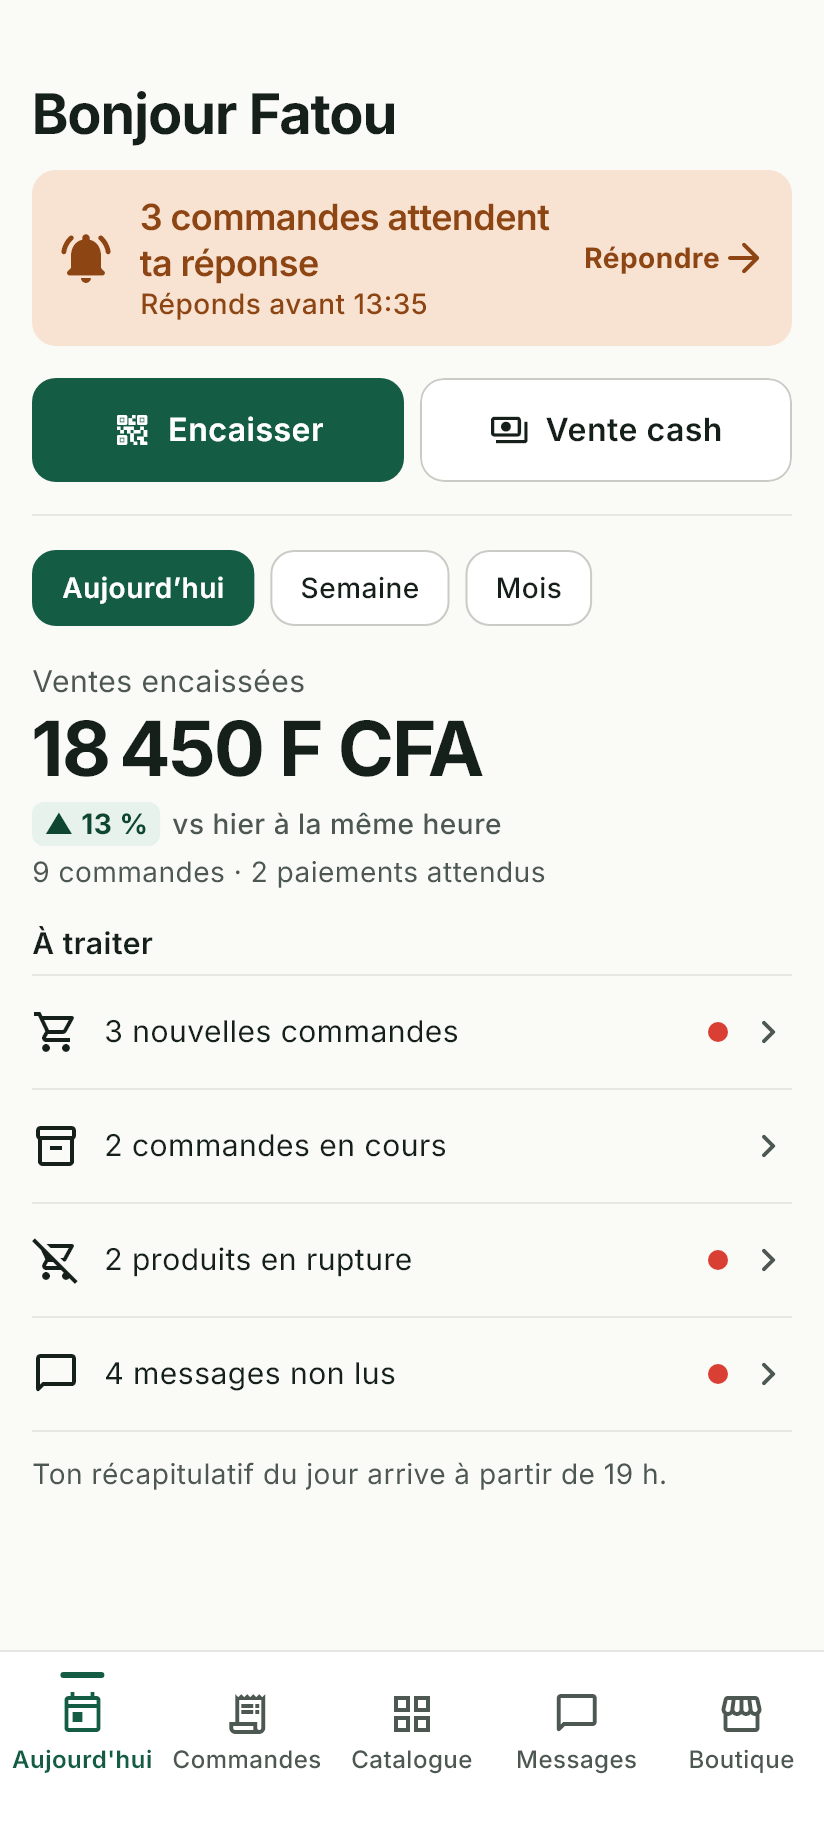 Bonjour Fatou
3 commandes attendent
ta réponse
Réponds avant 13:35
Répondre
Encaisser
Vente cash
Aujourd’hui
Semaine
Mois
Ventes encaissées
18 450 F CFA
▲ 13 % vs hier à la même heure
9 commandes · 2 paiements attendus
À traiter
3 nouvelles commandes
2 commandes en cours
2 produits en rupture
4 messages non lus
Ton récapitulatif du jour arrive à partir de 19 h.
Aujourd'hui
Commandes
Catalogue
Messages
Boutique